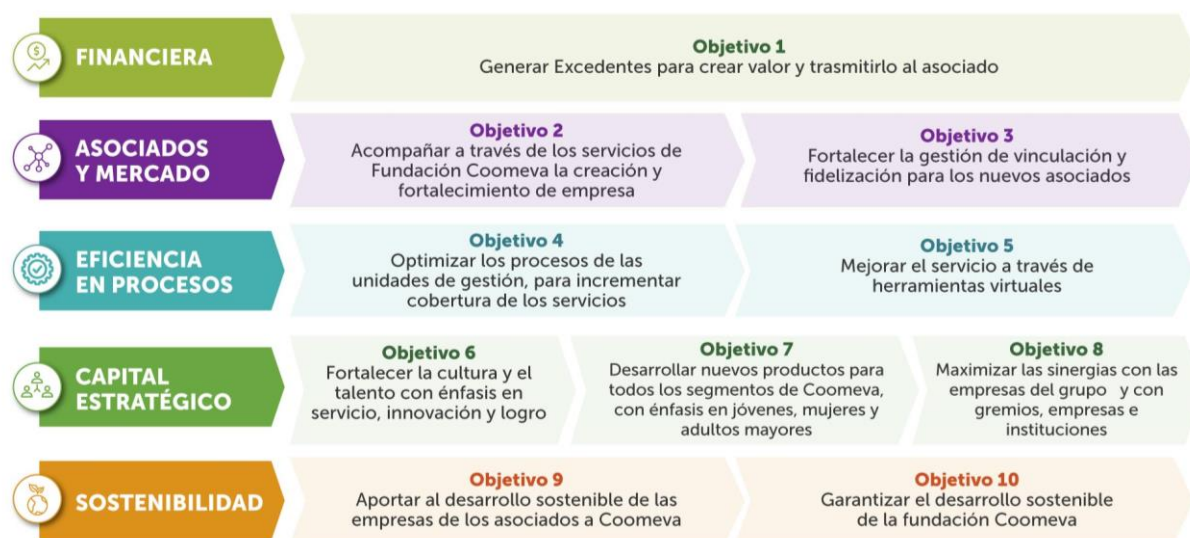 FINANCIERA
Objetivo 1
Generar Excedentes para crear valor y trasmitirlo al asociado
ASOCIADOS
Y MERCADO
Objetivo 2
Acompañar a través de los servicios de
Fundación Coomeva la creación y
fortalecimiento de empresa
Objetivo 3
Fortalecer la gestión de vinculación y
fidelización para los nuevos asociados
EFICIENCIA
EN PROCESOS
Objetivo 4
Optimizar los procesos de las
unidades de gestión, para incrementar
cobertura de los servicios
Objetivo 5
Mejorar el servicio a través de
herramientas virtuales
CAPITAL
ESTRATÉGICO
Objetivo 6
Fortalecer la cultura y el
talento con énfasis en
servicio, innovación y logro
Objetivo 7
Desarrollar nuevos productos para
todos los segmentos de Coomeva,
con énfasis en jóvenes, mujeres y
adultos mayores
Objetivo 8
Maximizar las sinergias con las
empresas del grupo y con
gremios, empresas e
instituciones
SOSTENIBILIDAD
Objetivo 9
Aportar al desarrollo sostenible de las
empresas de los asociados a Coomeva
Objetivo 10
Garantizar el desarrollo sostenible
de la fundación Coomeva